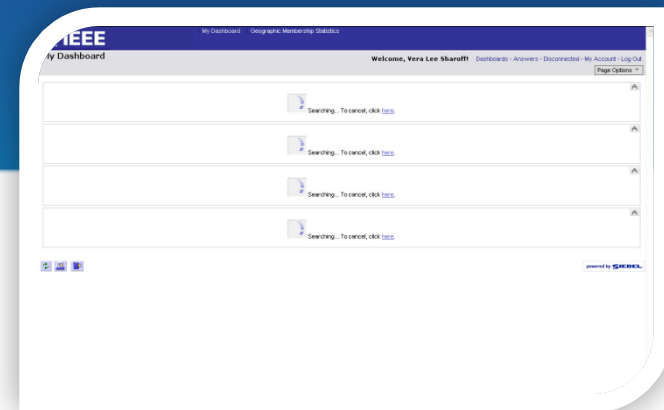 IEEE
My Dashboard Geographic Membership Statistics
My Dashboard
Welcome, Vera Lee Sharoff! Dashboards - Answers - Disconnected - My Account - Log Out
Page Options
Searching... To cancel, click here.
Searching... To cancel, click here.
Searching... To cancel, click here.
Searching... To cancel, click here.
powered by SIEBEL